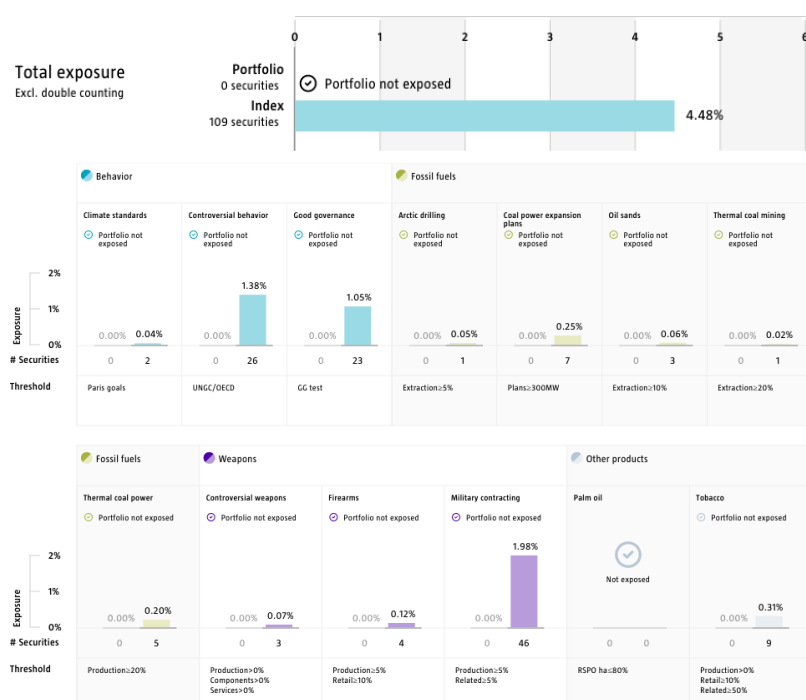 0 1 2 3 4 5 6
Total exposure
Excl. double counting
Portfolio
0 securities
Portfolio not exposed
Index
109 securities
4.48%
Behavior
Fossil fuels
Climate standards
Controversial behavior
Good governance
Arctic drilling
Coal power expansion
plans
Oil sands
Thermal coal mining
Portfolio not
exposed
Portfolio not
exposed
Portfolio not
exposed
Portfolio not
exposed
Portfolio not
exposed
Portfolio not
exposed
Portfolio not
exposed
Exposure
2%
1%
0%
0.00% 0.04%
0.00% 1.38%
0.00% 1.05%
0.00% 0.05%
0.00% 0.25%
0.00% 0.06%
0.00% 0.02%
# Securities 0 2 0 26 0 23 0 1 0 7 0 3 0 1
Threshold Paris goals UNGC/OECD GG test Extraction≥5% Plans≥300MW Extraction≥10% Extraction≥20%
Fossil fuels
Weapons
Other products
Thermal coal power
Controversial weapons
Firearms
Military contracting
Palm oil
Tobacco
Portfolio not exposed
Portfolio not exposed
Portfolio not exposed
Portfolio not exposed
Not exposed
Portfolio not exposed
Exposure
2%
1%
0%
0.00% 0.20%
0.00% 0.07%
0.00% 0.12%
0.00% 1.98%
0.00% 0.31%
# Securities 0 5 0 3 0 4 0 46 0 0 0 9
Threshold
Production≥20%
Production>0%
Components>0%
Services>0%
Production≥5%
Retail≥10%
Production≥5%
Related≥5%
RSPO ha≤80%
Production>0%
Retail≥10%
Related≥50%